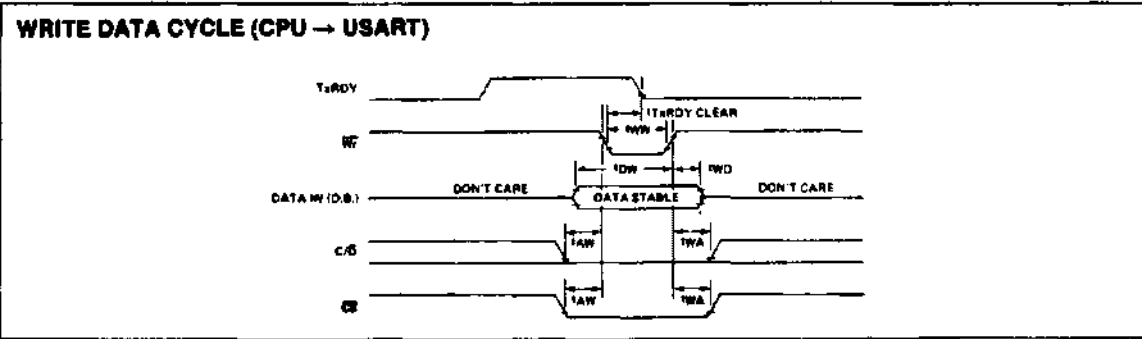 WRITE DATA CYCLE (CPU → USART)
TxRDY
tTxRDY CLEAR
tWW
WR
tDW
tWD
DATA IN (D.B.)
DON'T CARE
DATA STABLE
DON'T CARE
tAW
tWA
C/D
tAW
tWA
CS